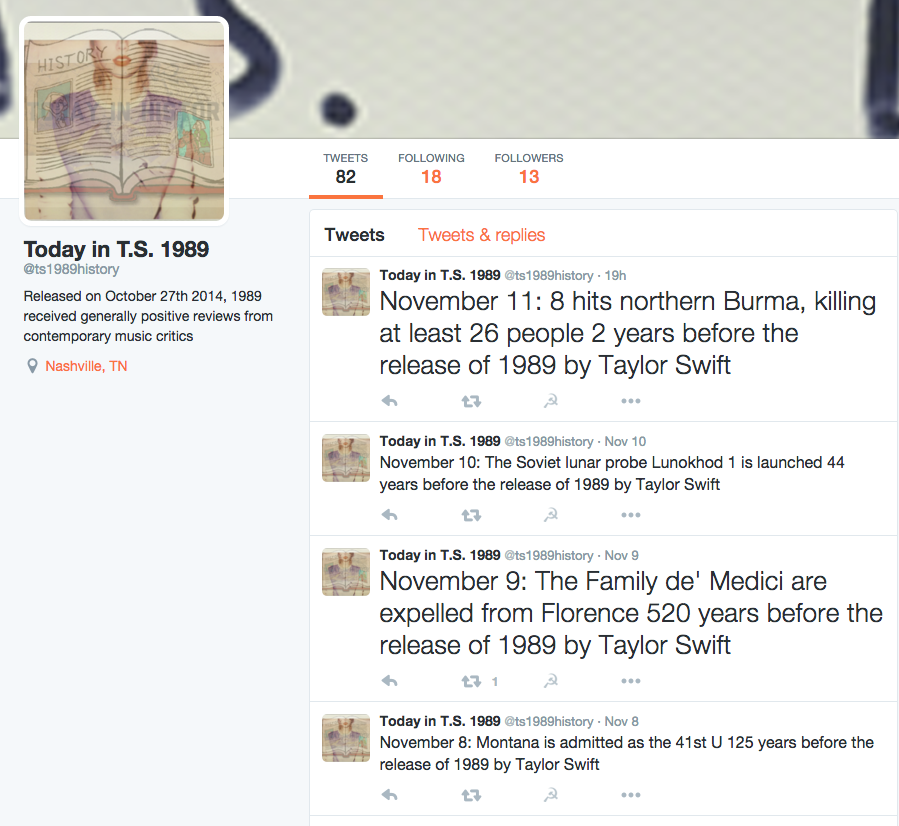 HISTORY
TWEETS
82
FOLLOWING
18
FOLLOWERS
13
Today in T.S. 1989
@ts1989history
Released on October 27th 2014, 1989
received generally positive reviews from
contemporary music critics
Nashville, TN
Tweets Tweets & replies
Today in T.S. 1989 @ts1989history · 19h
November 11: 8 hits northern Burma, killing
at least 26 people 2 years before the
release of 1989 by Taylor Swift
Today in T.S. 1989 @ts1989history · Nov 10
November 10: The Soviet lunar probe Lunokhod 1 is launched 44
years before the release of 1989 by Taylor Swift
Today in T.S. 1989 @ts1989history · Nov 9
November 9: The Family de' Medici are
expelled from Florence 520 years before the
release of 1989 by Taylor Swift
1
Today in T.S. 1989 @ts1989history · Nov 8
November 8: Montana is admitted as the 41st U 125 years before the
release of 1989 by Taylor Swift